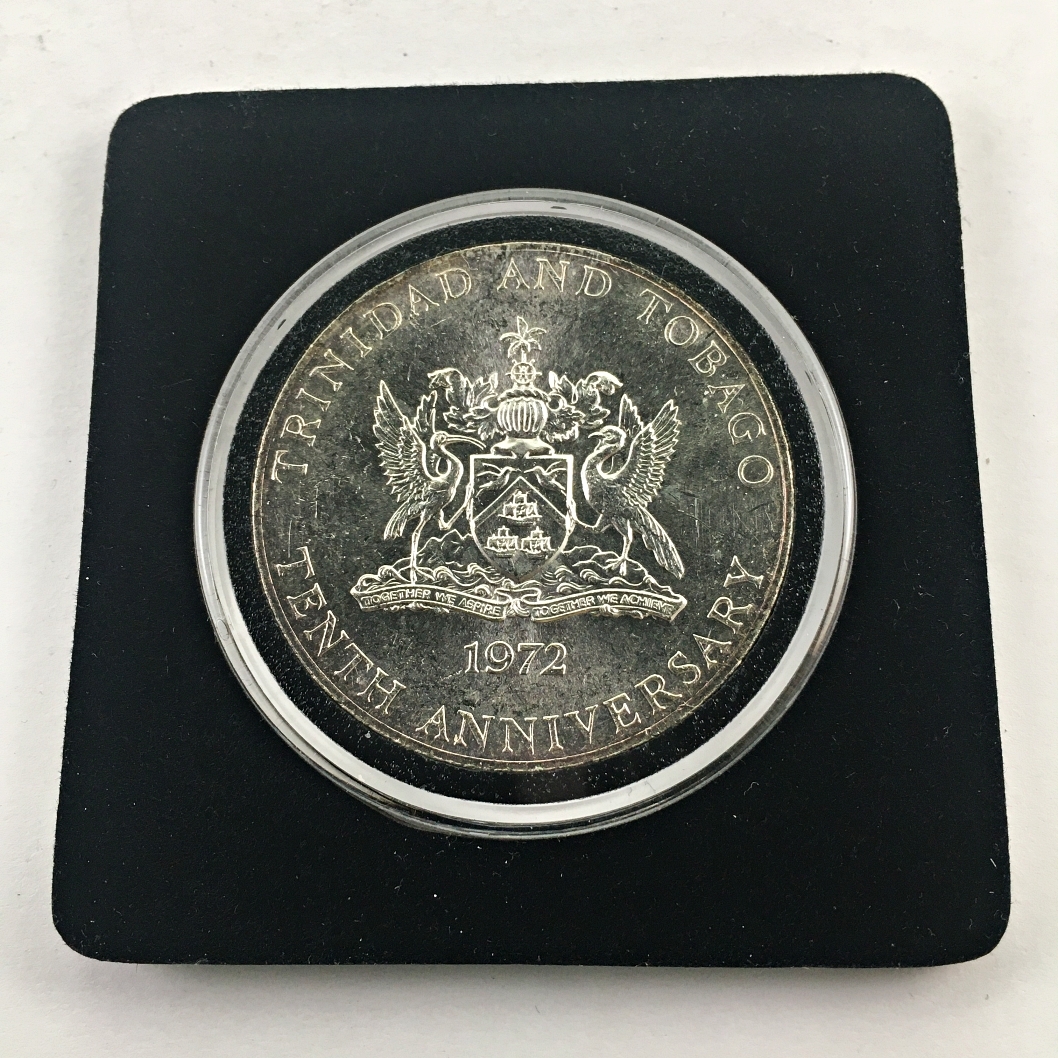 TRINIDAD AND TOBAGO
TOGETHER WE ASPIRE TOGETHER WE ACHIEVE
1972
TENTH ANNIVERSARY